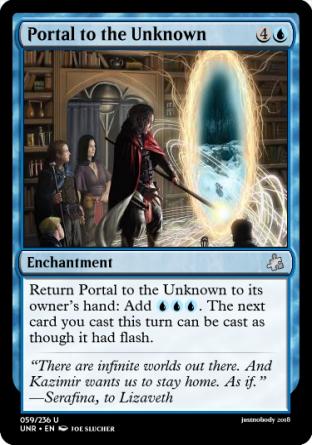 Portal to the Unknown 4
Enchantment
Return Portal to the Unknown to its
owner's hand: Add. The next
card you cast this turn can be cast as
though it had flash.
"There are infinite worlds out there. And
Kazimir wants us to stay home. As if."
—Serafina, to Lizaveth
059/236 U justnobody 2018
UNR • EN JOE SLUCHER